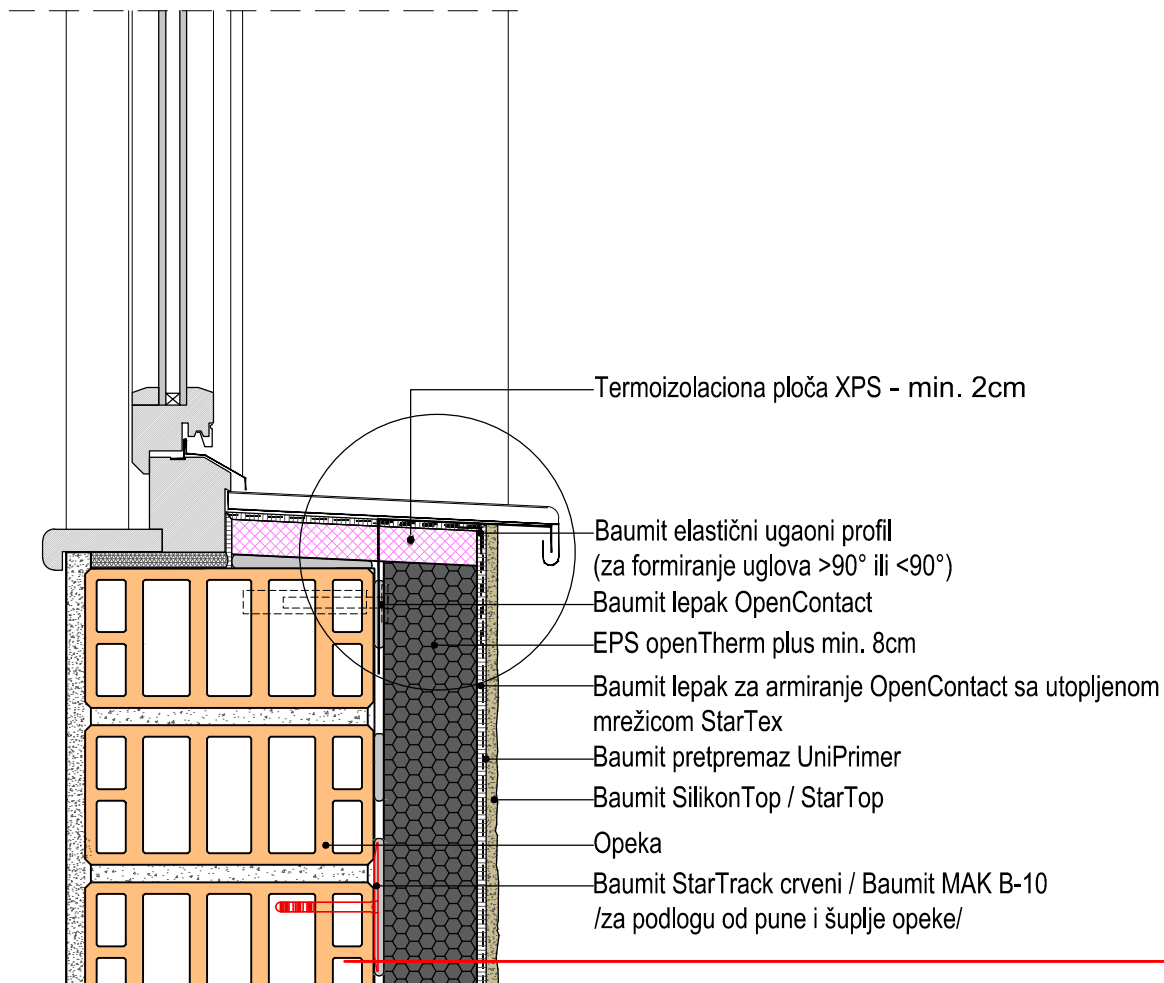 Termoizolaciona ploča XPS - min. 2cm
Baumit elastični ugaoni profil
(za formiranje uglova >90° ili <90°)
Baumit lepak OpenContact
EPS openTherm plus min. 8cm
Baumit lepak za armiranje OpenContact sa utopljenom
mrežicom StarTex
Baumit pretpremaz UniPrimer
Baumit SilikonTop / StarTop
Opeka
Baumit StarTrack crveni / Baumit MAK B-10
/za podlogu od pune i šuplje opeke/